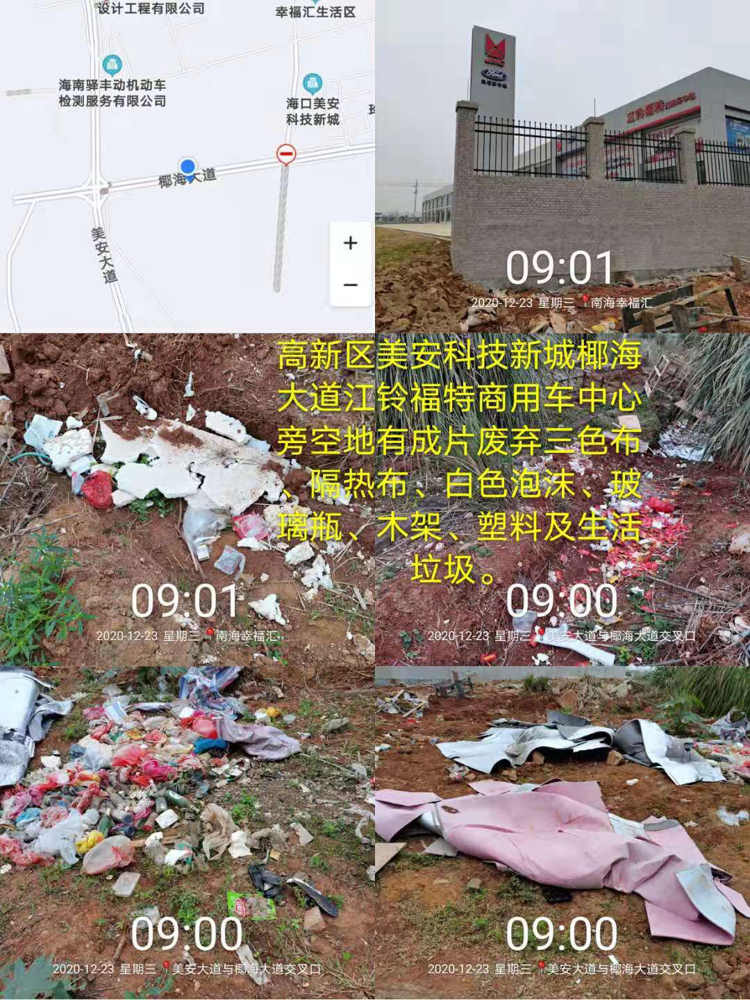 设计工程有限公司
幸福汇生活区
海南驿丰动机动车
检测服务有限公司
海口美安
科技新城
椰海大道
美安大道
+
−
JMC
Ford
江铃福特
09:01
2020-12-23 星期三 南海幸福汇
高新区美安科技新城椰海
大道江铃福特商用车中心
旁空地有成片废弃三色布
、隔热布、白色泡沫、玻
璃瓶、木架、塑料及生活
垃圾。
09:01
2020-12-23 星期三 南海幸福汇
09:00
2020-12-23 星期三 美安大道与椰海大道交叉口
09:00
2020-12-23 星期三 美安大道与椰海大道交叉口
09:00
2020-12-23 星期三 美安大道与椰海大道交叉口